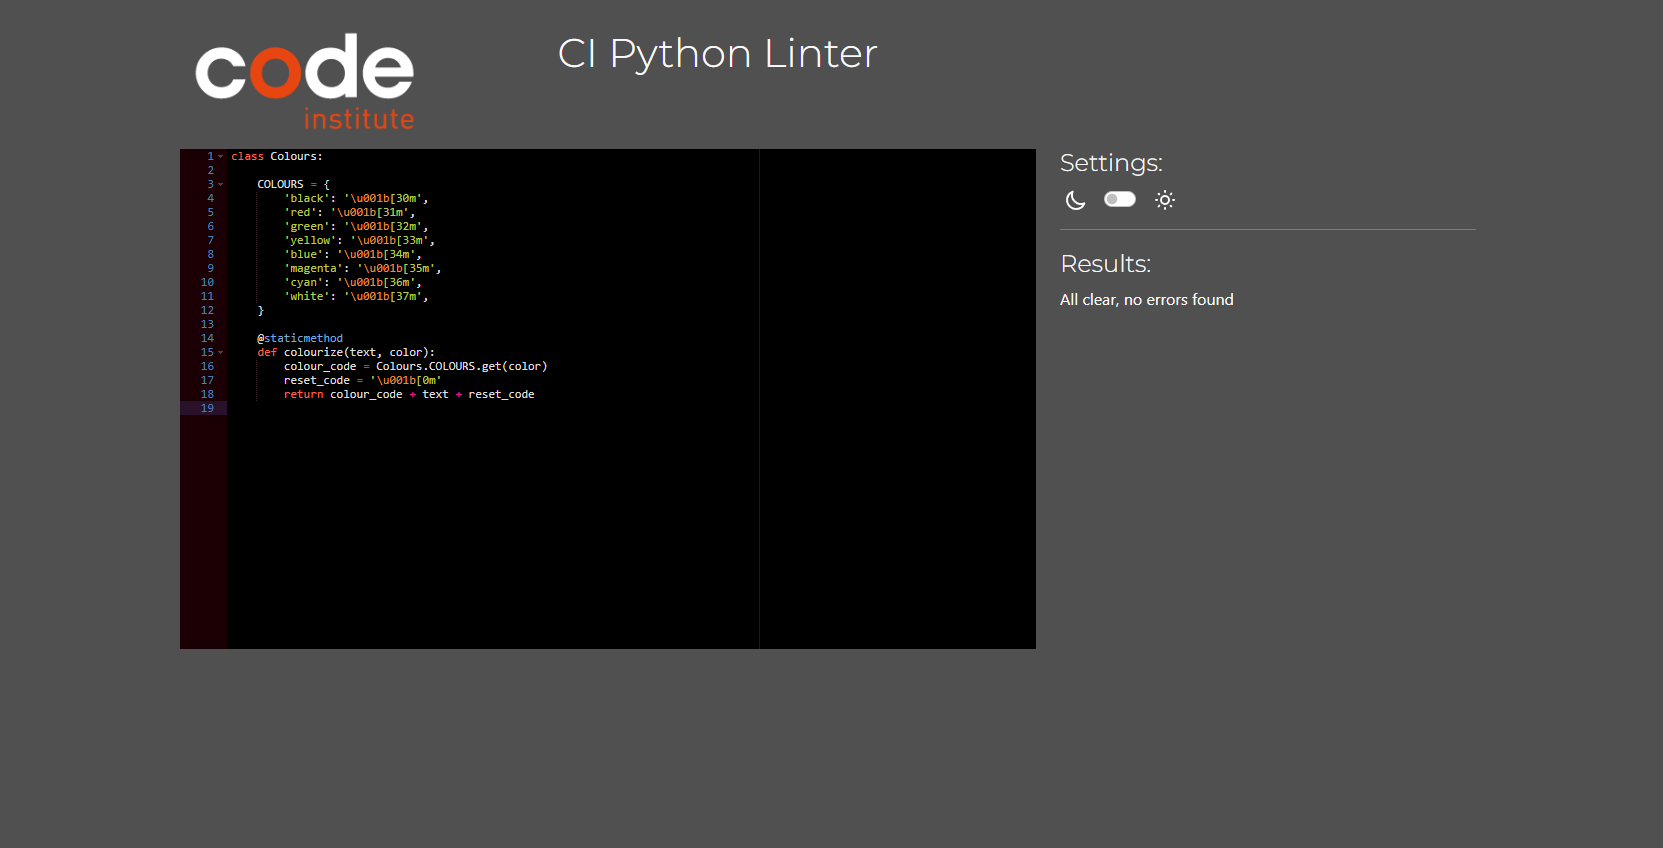 code
institute
CI Python Linter
1 class Colours:
2
3     COLOURS = {
4         'black': '\u001b[30m',
5         'red': '\u001b[31m',
6         'green': '\u001b[32m',
7         'yellow': '\u001b[33m',
8         'blue': '\u001b[34m',
9         'magenta': '\u001b[35m',
10         'cyan': '\u001b[36m',
11         'white': '\u001b[37m',
12     }
13
14     @staticmethod
15     def colourize(text, color):
16         colour_code = Colours.COLOURS.get(color)
17         reset_code = '\u001b[0m'
18         return colour_code + text + reset_code
19
Settings:
Results:
All clear, no errors found